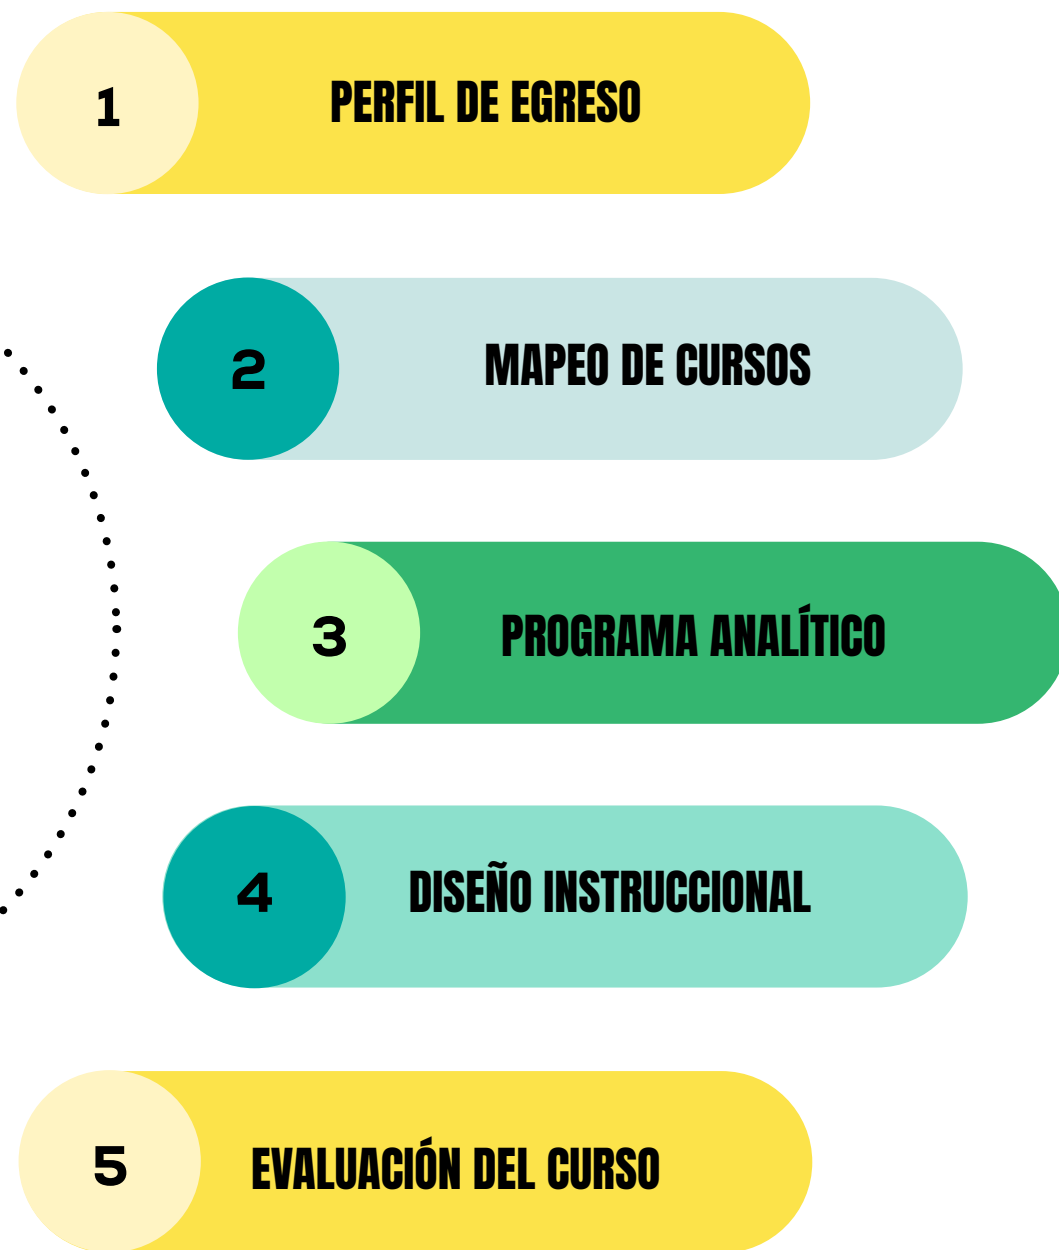 1
PERFIL DE EGRESO
2
MAPEO DE CURSOS
3
PROGRAMA ANALÍTICO
4
DISEÑO INSTRUCCIONAL
5
EVALUACIÓN DEL CURSO